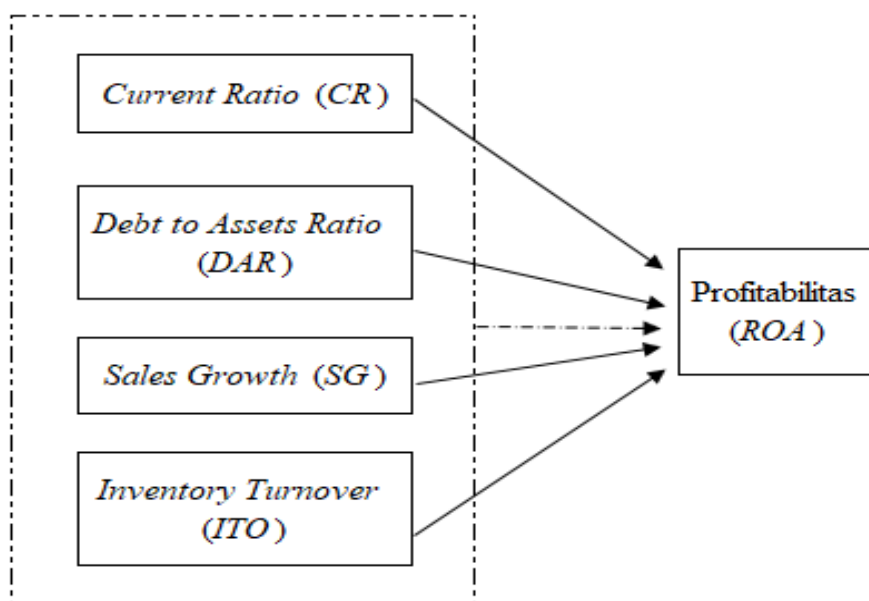 Current Ratio (CR)
Debt to Assets Ratio
(DAR)
Sales Growth (SG)
Inventory Turnover
(ITO)
Profitabilitas
(ROA)